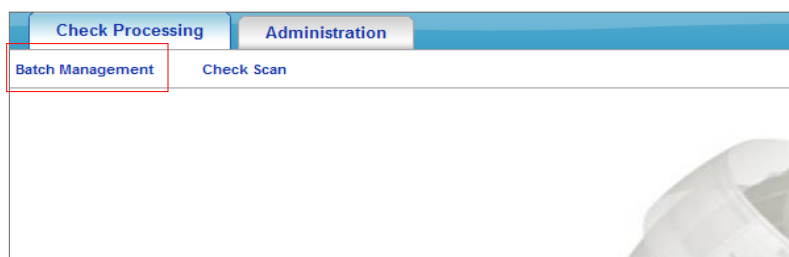 Check Processing Administration
Batch Management Check Scan